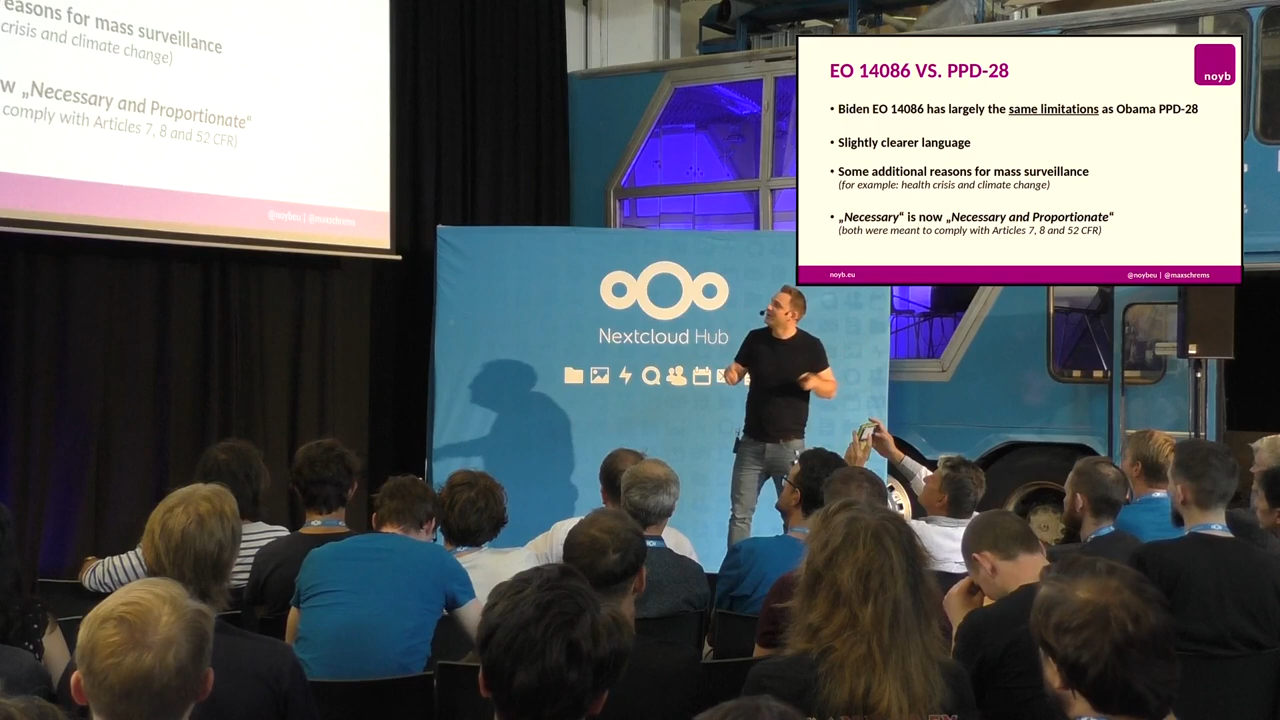 easons for mass surveillance
crisis and climate change)
w „Necessary and Proportionate“
comply with Articles 7, 8 and 52 CFR)
@noybeu | @maxschrems
EO 14086 VS. PPD-28
noyb
• Biden EO 14086 has largely the same limitations as Obama PPD-28
• Slightly clearer language
• Some additional reasons for mass surveillance
(for example: health crisis and climate change)
• „Necessary“ is now „Necessary and Proportionate“
(both were meant to comply with Articles 7, 8 and 52 CFR)
noyb.eu
@noybeu | @maxschrems
Nextcloud Hub